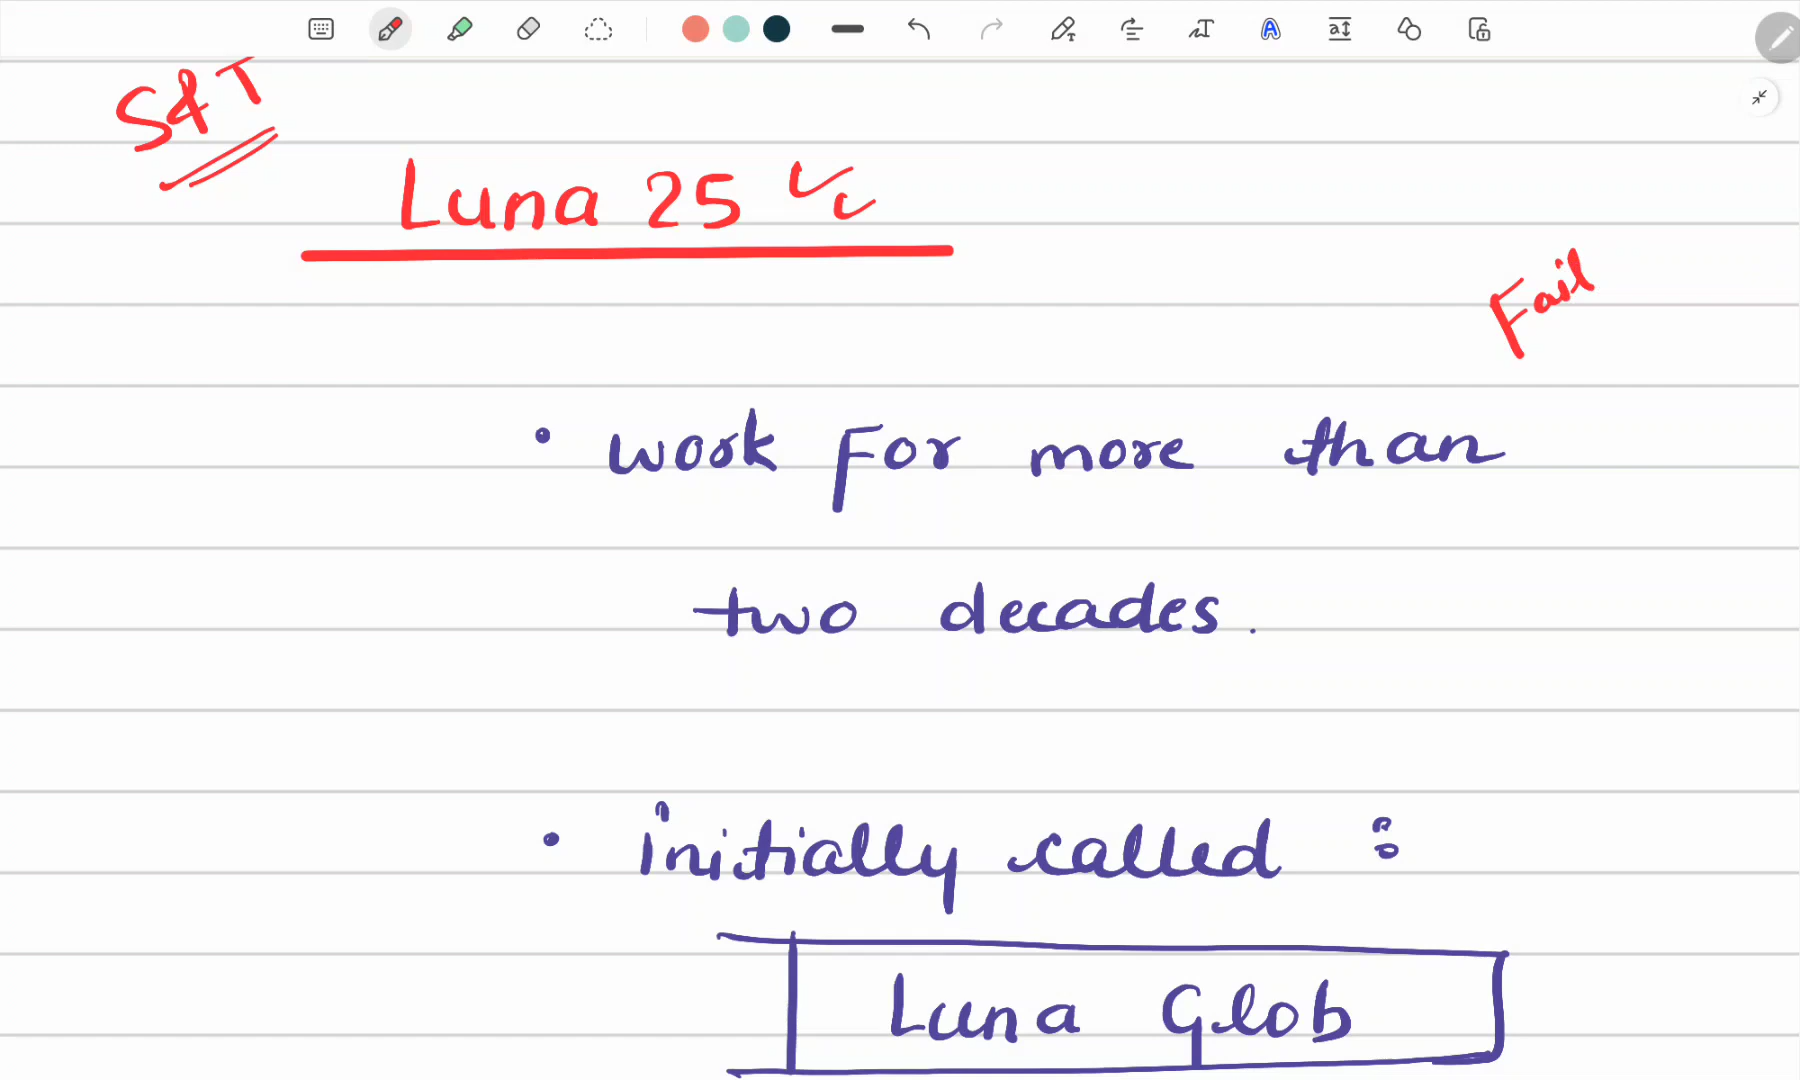 S&T
Luna 25
Fail
• work For more than
two decades.
• initially called :
Luna Glob